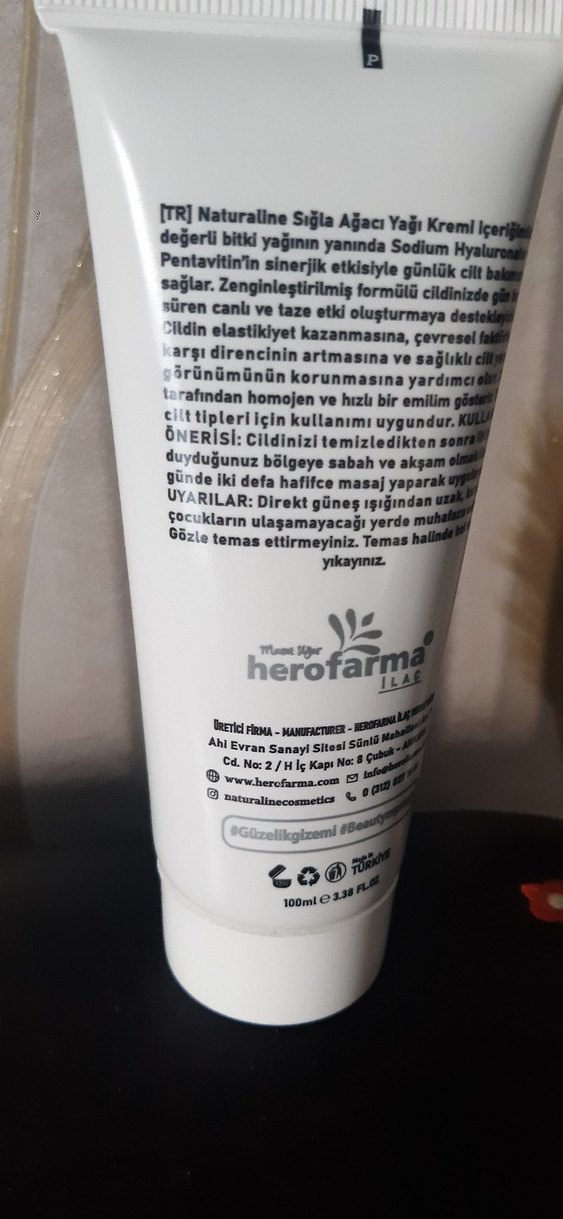 P
[TR] Naturaline Sığla Ağacı Yağı Kremi
değerli bitki yağının yanında Sodium
Pentavitin'in sinerjik etkisiyle günlük cilt
sağlar. Zenginleştirilmiş formülü cildinizde gün
süren canlı ve taze etki oluşturmaya
Cildin elastikiyet kazanmasına, çevresel
karşı direncinin artmasına ve sağlıklı cilt
görünümünün korunmasına yardımcı
tarafından homojen ve hızlı bir emilim
cilt tipleri için kullanımı uygundur.
ÖNERİSİ: Cildinizi temizledikten sonra
duyduğunuz bölgeye sabah ve akşam
günde iki defa hafifce masaj yaparak
UYARILAR: Direkt güneş ışığından uzak,
çocukların ulaşamayacağı yerde
Gözle temas ettirmeyiniz. Temas halinde
yıkayınız.
herofarma
İLAÇ
ÜRETİCİ FİRMA - MANUFACTURER - HEROFARMA İLAÇ
Ahi Evran Sanayi Sitesi Sünlü
Cd. No: 2 / H İç Kapı No: 8 Çubuk -
www.herofarma.com
naturalinecosmetics 0 (312)
#Güzelikgizemi
Made in
TÜRKİYE
100ml e 3.38 FL.OZ